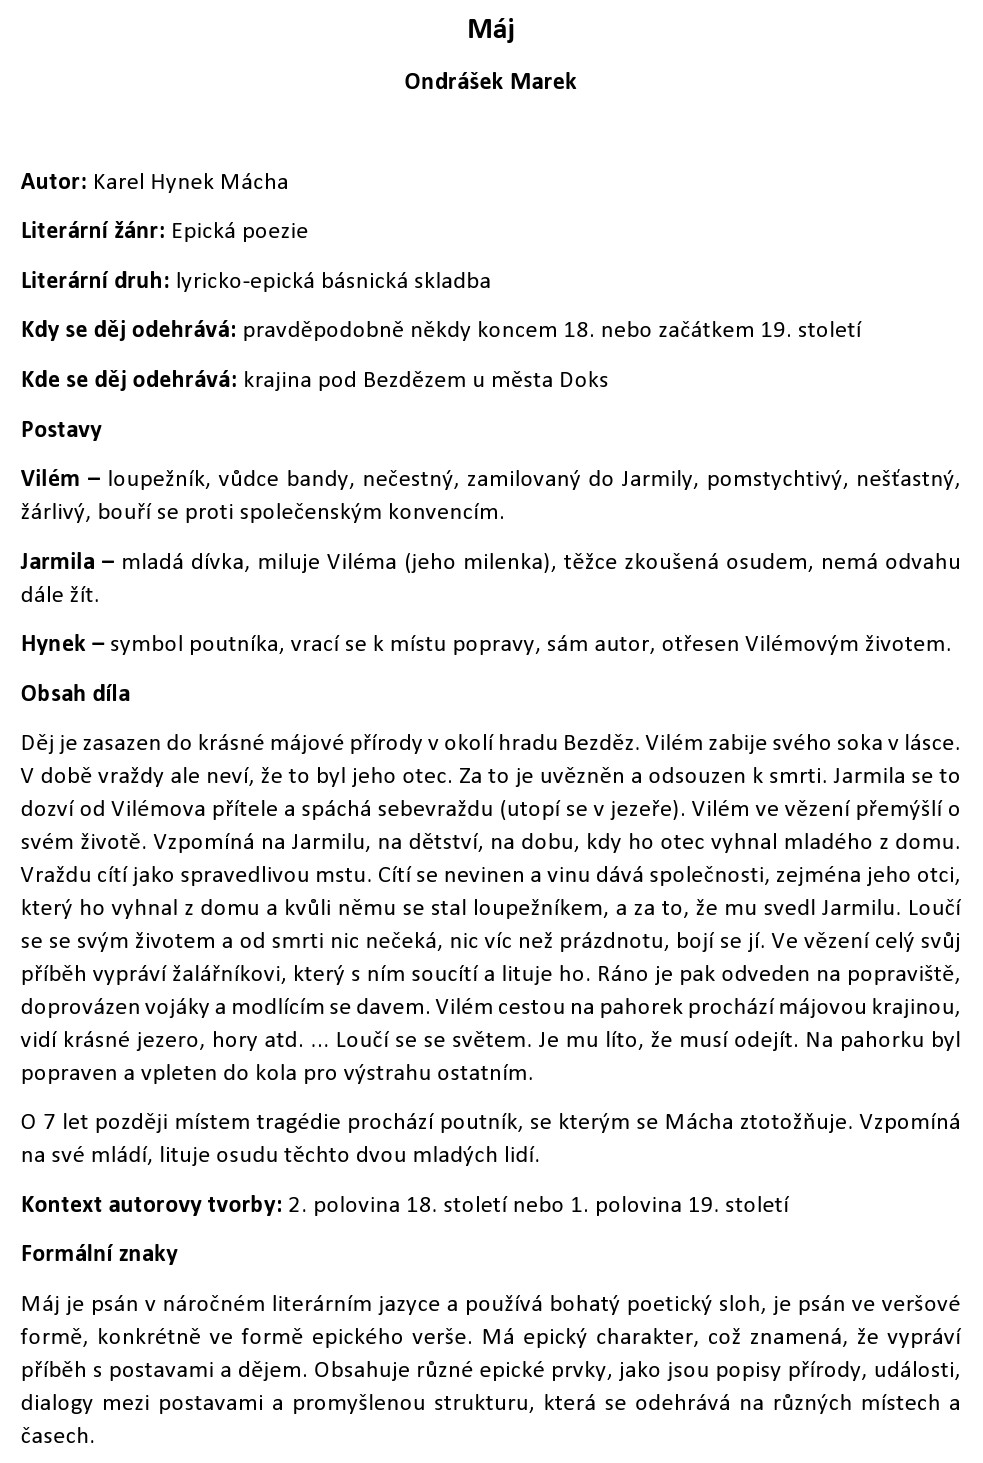 Máj
Ondrášek Marek
Autor: Karel Hynek Mácha
Literární žánr: Epická poezie
Literární druh: lyricko-epická básnická skladba
Kdy se děj odehrává: pravděpodobně někdy koncem 18. nebo začátkem 19. století
Kde se děj odehrává: krajina pod Bezdězem u města Doks
Postavy
Vilém – loupežník, vůdce bandy, nečestný, zamilovaný do Jarmily, pomstychtivý, nešťastný,
žárlivý, bouří se proti společenským konvencím.
Jarmila – mladá dívka, miluje Viléma (jeho milenka), těžce zkoušená osudem, nemá odvahu
dále žít.
Hynek – symbol poutníka, vrací se k místu popravy, sám autor, otřesen Vilémovým životem.
Obsah díla
Děj je zasazen do krásné májové přírody v okolí hradu Bezděz. Vilém zabije svého soka v lásce.
V době vraždy ale neví, že to byl jeho otec. Za to je uvězněn a odsouzen k smrti. Jarmila se to
dozví od Vilémova přítele a spáchá sebevraždu (utopí se v jezeře). Vilém ve vězení přemýšlí o
svém životě. Vzpomíná na Jarmilu, na dětství, na dobu, kdy ho otec vyhnal mladého z domu.
Vraždu cítí jako spravedlivou mstu. Cítí se nevinen a vinu dává společnosti, zejména jeho otci,
který ho vyhnal z domu a kvůli němu se stal loupežníkem, a za to, že mu svedl Jarmilu. Loučí
se se svým životem a od smrti nic nečeká, nic víc než prázdnotu, bojí se jí. Ve vězení celý svůj
příběh vypráví žalářníkovi, který s ním soucítí a lituje ho. Ráno je pak odveden na popraviště,
doprovázen vojáky a modlícím se davem. Vilém cestou na pahorek prochází májovou krajinou,
vidí krásné jezero, hory atd. ... Loučí se se světem. Je mu líto, že musí odejít. Na pahorku byl
popraven a vpleten do kola pro výstrahu ostatním.
O 7 let později místem tragédie prochází poutník, se kterým se Mácha ztotožňuje. Vzpomíná
na své mládí, lituje osudu těchto dvou mladých lidí.
Kontext autorovy tvorby: 2. polovina 18. století nebo 1. polovina 19. století
Formální znaky
Máj je psán v náročném literárním jazyce a používá bohatý poetický sloh, je psán ve veršové
formě, konkrétně ve formě epického verše. Má epický charakter, což znamená, že vypráví
příběh s postavami a dějem. Obsahuje různé epické prvky, jako jsou popisy přírody, události,
dialogy mezi postavami a promyšlenou strukturu, která se odehrává na různých místech a
časech.